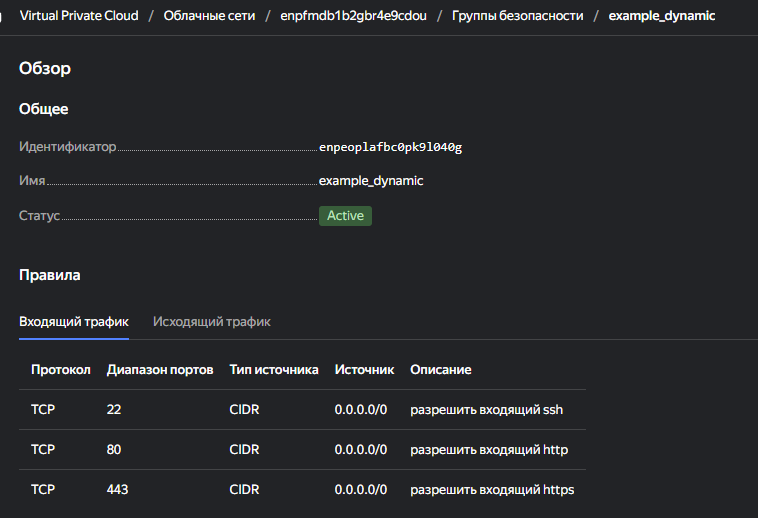 Virtual Private Cloud / Облачные сети / enpfmdb1b2gbr4e9cdou / Группы безопасности / example_dynamic
Обзор
Общее
Идентификатор enpeoplafbc0pk9l040g
Имя example_dynamic
Статус Active
Правила
Входящий трафик Исходящий трафик
Протокол Диапазон портов Тип источника Источник Описание
TCP 22 CIDR 0.0.0.0/0 разрешить входящий ssh
TCP 80 CIDR 0.0.0.0/0 разрешить входящий http
TCP 443 CIDR 0.0.0.0/0 разрешить входящий https